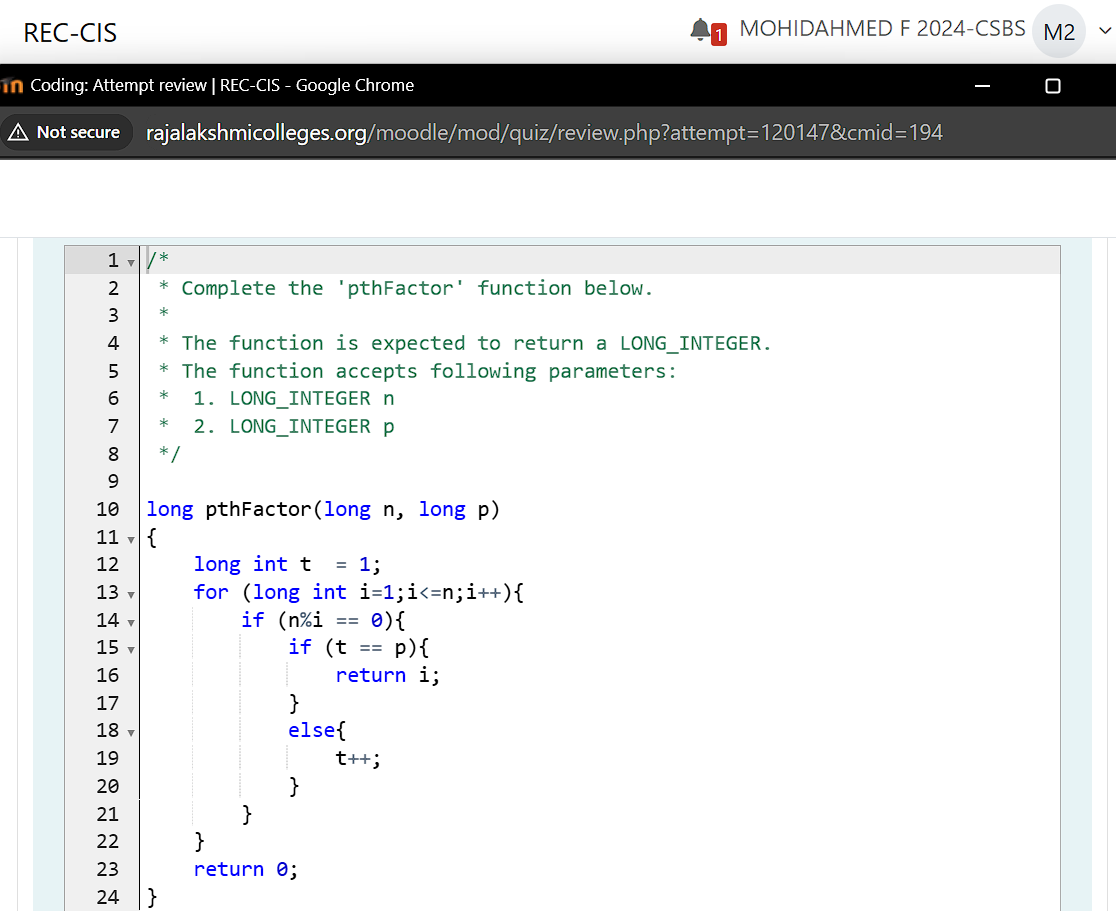 REC-CIS
1 MOHIDAHMED F 2024-CSBS M2
Coding: Attempt review | REC-CIS - Google Chrome
Not secure rajalakshmicolleges.org/moodle/mod/quiz/review.php?attempt=120147&cmid=194
1 /*
2  * Complete the 'pthFactor' function below.
3  *
4  * The function is expected to return a LONG_INTEGER.
5  * The function accepts following parameters:
6  *  1. LONG_INTEGER n
7  *  2. LONG_INTEGER p
8  */
9
10 long pthFactor(long n, long p)
11 {
12     long int t  = 1;
13     for (long int i=1;i<=n;i++){
14         if (n%i == 0){
15             if (t == p){
16                 return i;
17             }
18             else{
19                 t++;
20             }
21         }
22     }
23     return 0;
24 }